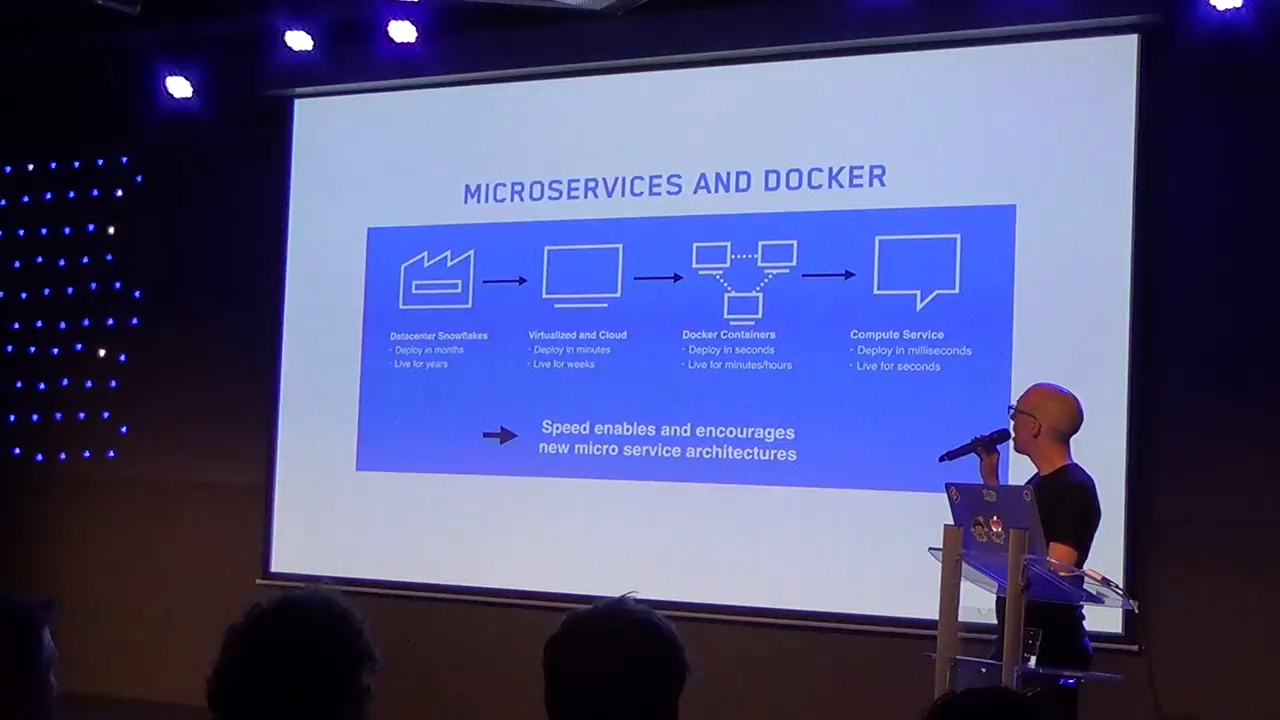 MICROSERVICES AND DOCKER
Datacenter Snowflakes
· Deploy in months
· Live for years
Virtualized and Cloud
· Deploy in minutes
· Live for weeks
Docker Containers
· Deploy in seconds
· Live for minutes/hours
Compute Service
· Deploy in milliseconds
· Live for seconds
Speed enables and encourages
new micro service architectures